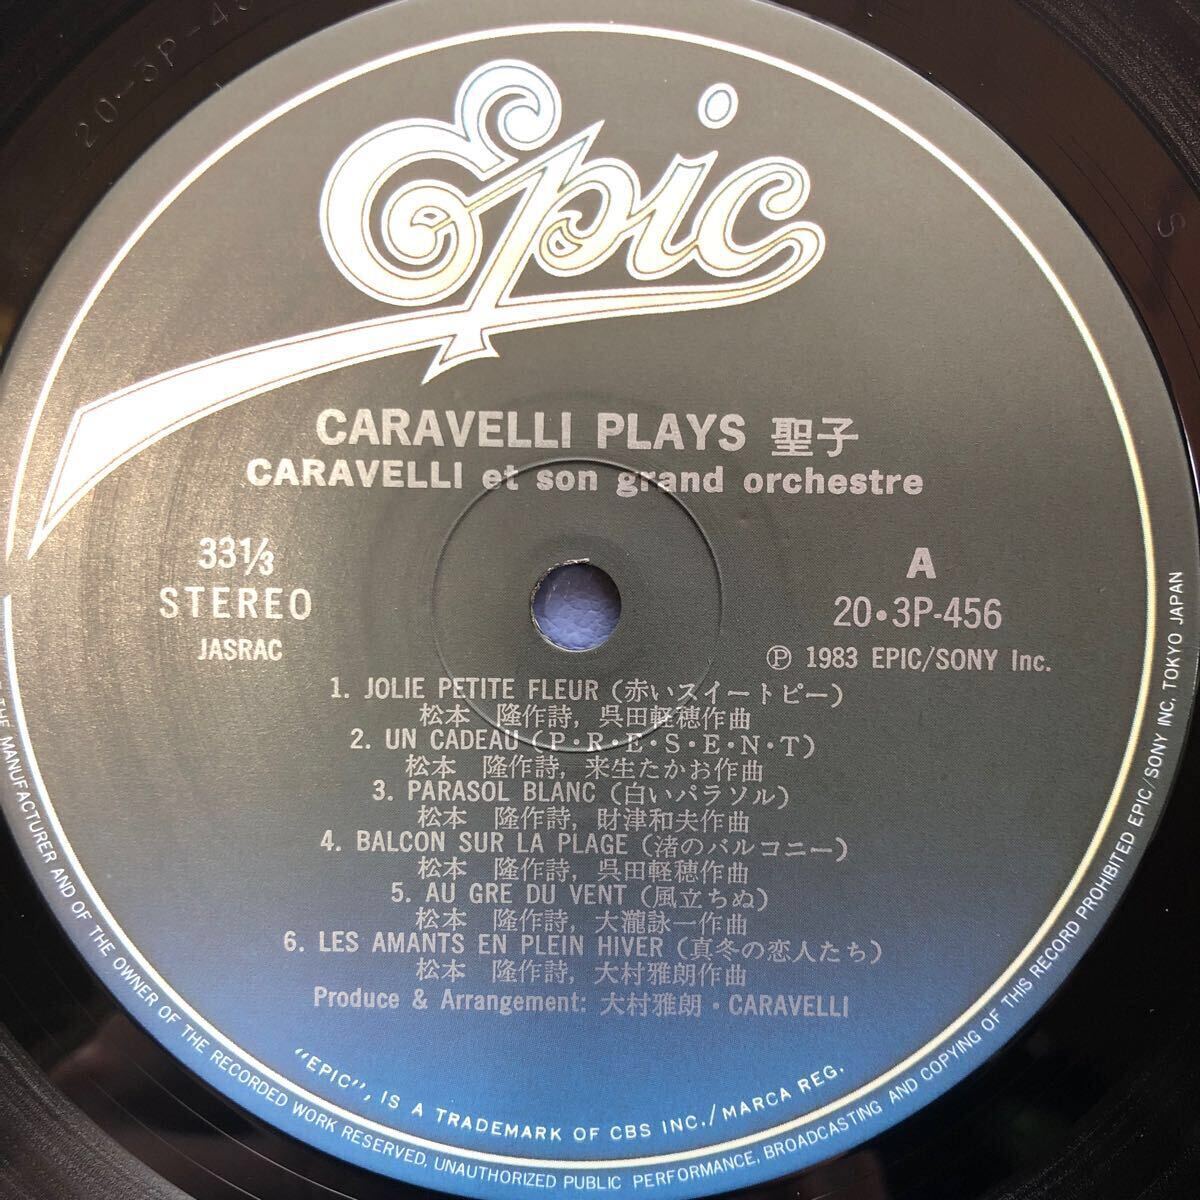 20-3P-45
Epic
CARAVELLI PLAYS 聖子
CARAVELLI et son grand orchestre
33⅓
STEREO
JASRAC
A
20・3P-456
Ⓟ 1983 EPIC/SONY Inc.
1. JOLIE PETITE FLEUR (赤いスイートピー)
松本 隆作詩, 呉田軽穂作曲
2. UN CADEAU (P・R・E・S・E・N・T)
松本 隆作詩, 来生たかお作曲
3. PARASOL BLANC (白いパラソル)
松本 隆作詩, 財津和夫作曲
4. BALCON SUR LA PLAGE (渚のバルコニー)
松本 隆作詩, 呉田軽穂作曲
5. AU GRE DU VENT (風立ちぬ)
松本 隆作詩, 大瀧詠一作曲
6. LES AMANTS EN PLEIN HIVER (真冬の恋人たち)
松本 隆作詩, 大村雅朗作曲
Produce & Arrangement: 大村雅朗・CARAVELLI
"EPIC", IS A TRADEMARK OF CBS INC./MARCA REG.
THE MANUFACTURER AND OF THE OWNER OF THE RECORDED WORK RESERVED, UNAUTHORIZED PUBLIC PERFORMANCE, BROADCASTING AND COPYING OF THIS RECORD PROHIBITED EPIC/SONY INC. TOKYO JAPAN
S